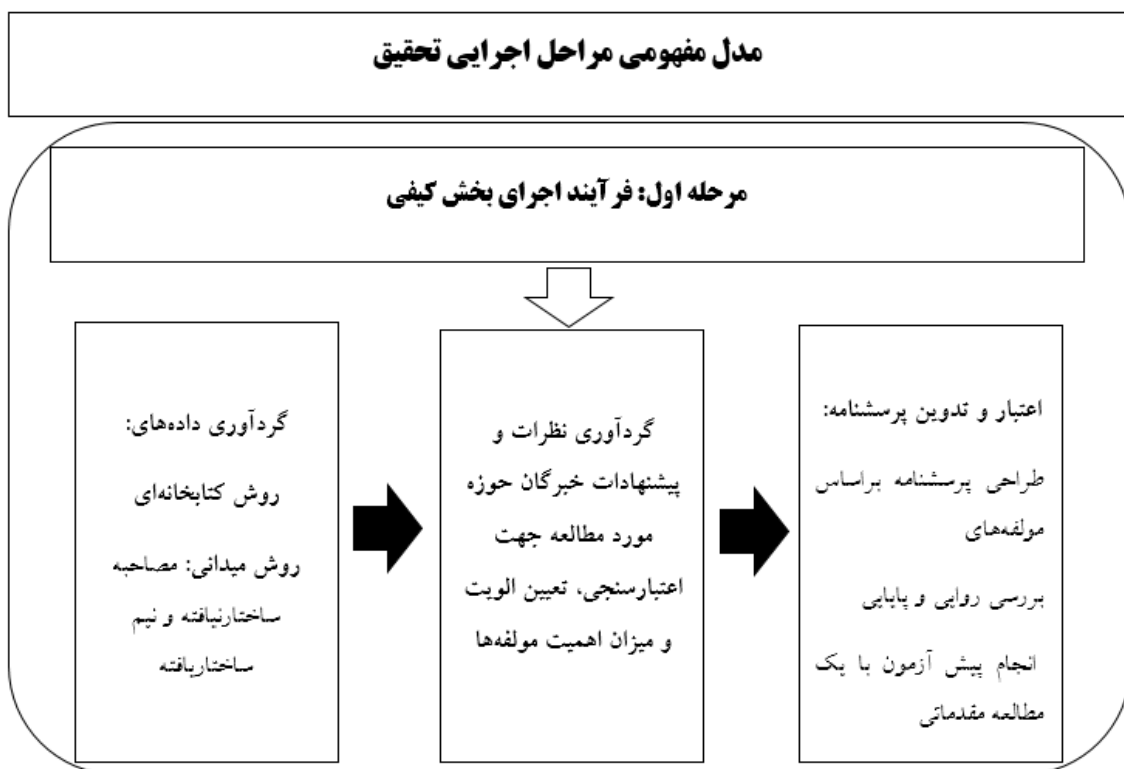 مدل مفهومی مراحل اجرایی تحقیق
مرحله اول: فرآیند اجرای بخش کیفی
گردآوری داده‌های:
روش کتابخانه‌ای
روش میدانی: مصاحبه
ساختارنیافته و نیم
ساختاریافته
گردآوری نظرات و
پیشنهادات خبرگان حوزه
مورد مطالعه جهت
اعتبارسنجی، تعیین الویت
و میزان اهمیت مولفه‌ها
اعتبار و تدوین پرسشنامه:
طراحی پرسشنامه براساس
مولفه‌های
بررسی روایی و پایایی
انجام پیش آزمون با یک
مطالعه مقدماتی